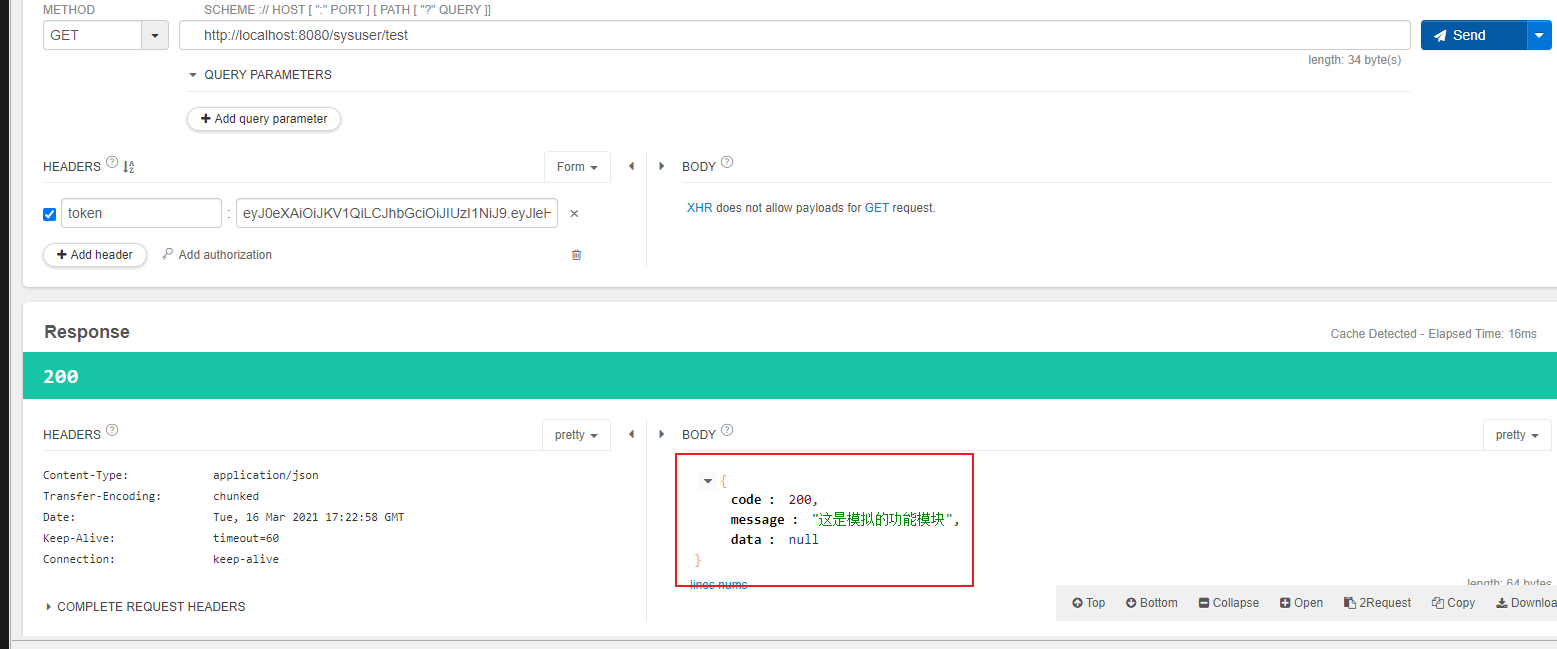 METHOD SCHEME :// HOST [ ":" PORT ] [ PATH [ "?" QUERY ]]
GET http://localhost:8080/sysuser/test Send
length: 34 byte(s)
QUERY PARAMETERS
Add query parameter
HEADERS ? Form BODY ?
token : eyJ0eXAiOiJKV1QiLCJhbGciOiJIUzI1NiJ9.eyJleH
XHR does not allow payloads for GET request.
Add header Add authorization
Response Cache Detected - Elapsed Time: 16ms
200
HEADERS ? pretty BODY ? pretty
Content-Type: application/json
Transfer-Encoding: chunked
Date: Tue, 16 Mar 2021 17:22:58 GMT
Keep-Alive: timeout=60
Connection: keep-alive
{
code : 200,
message : "这是模拟的功能模块",
data : null
}
lines nums length: 64 bytes
COMPLETE REQUEST HEADERS
Top Bottom Collapse Open 2Request Copy Downloa